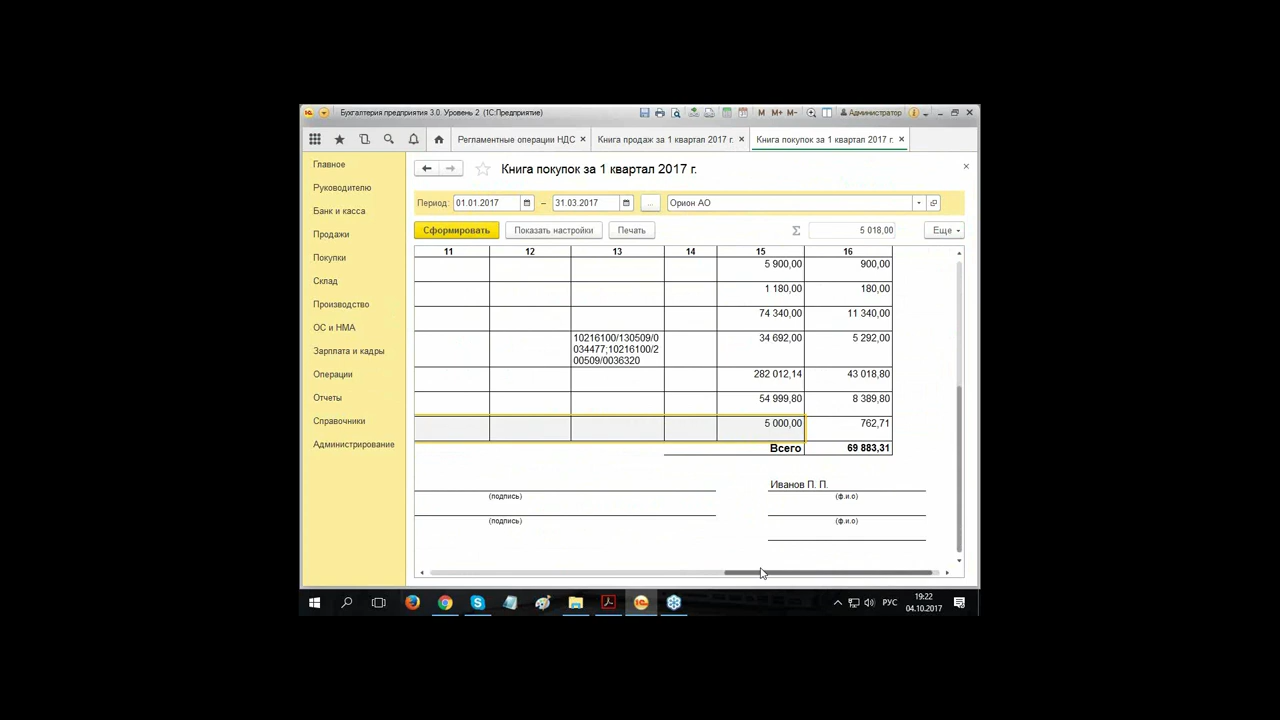 Бухгалтерия предприятия 3.0. Уровень 2 (1С:Предприятие)
M M+ M-
Администратор
Регламентные операции НДС
Книга продаж за 1 квартал 2017 г.
Книга покупок за 1 квартал 2017 г.
Главное
Руководителю
Банк и касса
Продажи
Покупки
Склад
Производство
ОС и НМА
Зарплата и кадры
Операции
Отчеты
Справочники
Администрирование
Книга покупок за 1 квартал 2017 г.
Период: 01.01.2017 – 31.03.2017 ... Орион АО
Сформировать Показать настройки Печать Σ 5 018,00 Еще
11 12 13 14 15 16
5 900,00 900,00
1 180,00 180,00
74 340,00 11 340,00
10216100/130509/0
034477;10216100/2
00509/0036320
34 692,00 5 292,00
282 012,14 43 018,80
54 999,80 8 389,80
5 000,00 762,71
Всего 69 883,31
Иванов П. П.
(подпись) (ф.и.о)
(подпись) (ф.и.о)
РУС
19:22
04.10.2017